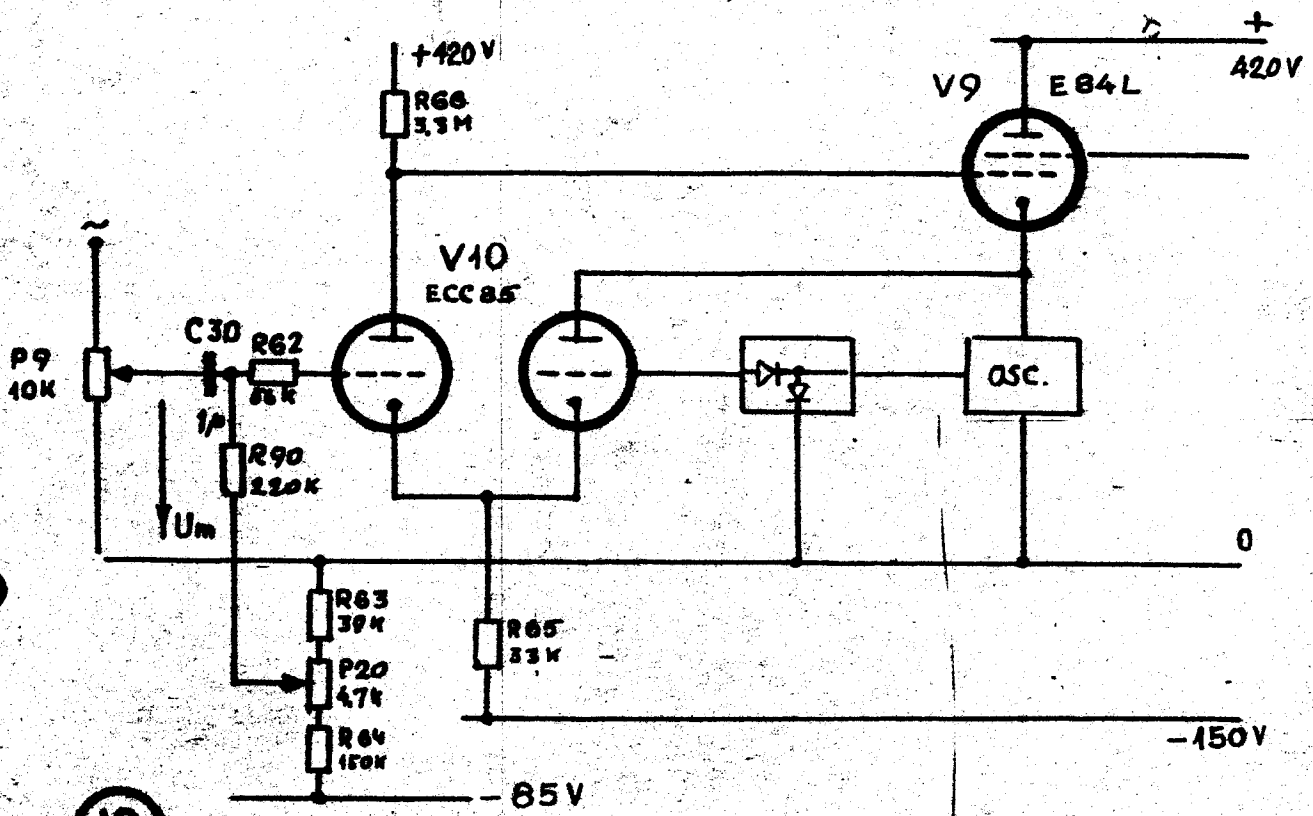 +420V
R66
3,3M
V9
E84L
+
420V
~
V10
ECC85
C30
R62
P9
10K
1µ
R90
220K
Um
osc.
0
R63
39K
P20
4,7K
R64
150K
R65
33K
-150V
-85V